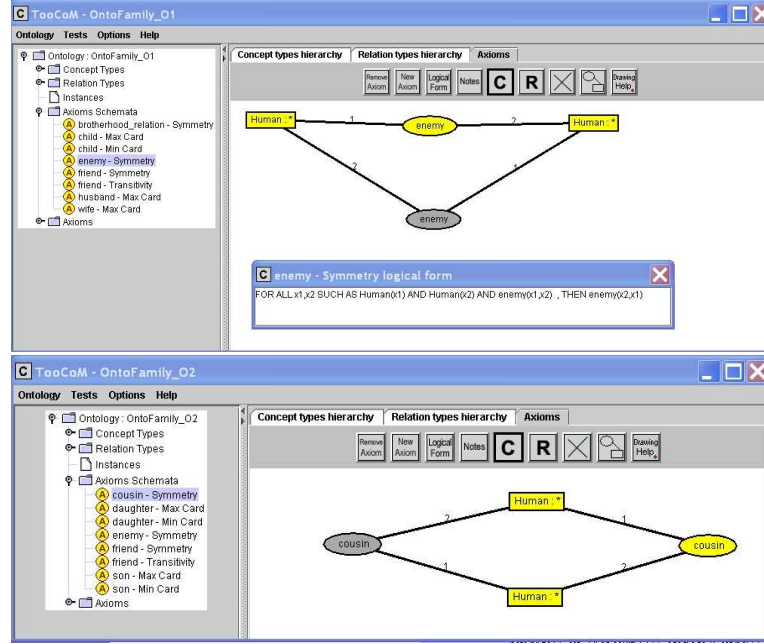 C TooCoM - OntoFamily_O1
Ontology Tests Options Help
Ontology : OntoFamily_O1
Concept Types
Relation Types
Instances
Axioms Schemata
A brotherhood_relation - Symmetry
A child - Max Card
A child - Min Card
A enemy - Symmetry
A friend - Symmetry
A friend - Transitivity
A husband - Max Card
A wife - Max Card
Axioms
Concept types hierarchy Relation types hierarchy Axioms
Remove Axiom New Axiom Logical Form Notes C R Drawing Help
Human : * 1 enemy 2 Human : *
2 1
enemy
C enemy - Symmetry logical form
FOR ALL x1,x2 SUCH AS Human(x1) AND Human(x2) AND enemy(x1,x2) , THEN enemy(x2,x1)
C TooCoM - OntoFamily_O2
Ontology Tests Options Help
Ontology : OntoFamily_O2
Concept Types
Relation Types
Instances
Axioms Schemata
A cousin - Symmetry
A daughter - Max Card
A daughter - Min Card
A enemy - Symmetry
A friend - Symmetry
A friend - Transitivity
A son - Max Card
A son - Min Card
Axioms
Concept types hierarchy Relation types hierarchy Axioms
Remove Axiom New Axiom Logical Form Notes C R Drawing Help
Human : *
2 1
cousin cousin
1 2
Human : *